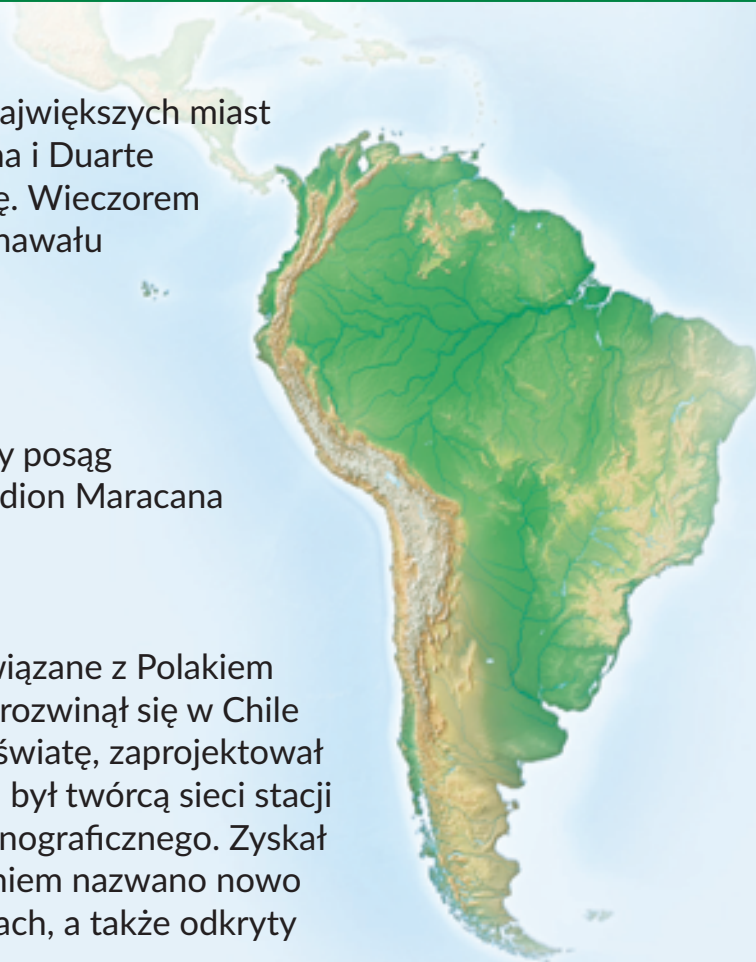 ajwiększych miast
na i Duarte
ę. Wieczorem
nawału
y posąg
dion Maracana
wiązane z Polakiem
rozwinął się w Chile
światę, zaprojektował
był twórcą sieci stacji
nograficznego. Zyskał
niem nazwano nowo
ach, a także odkryty